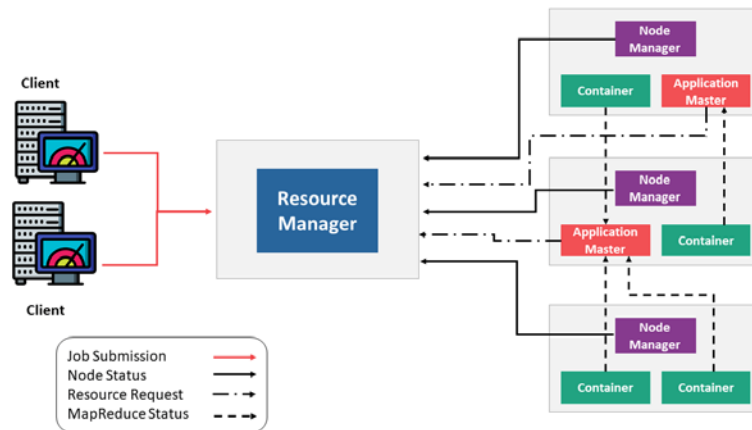 Client
Client
Resource
Manager
Node
Manager
Container
Application
Master
Node
Manager
Application
Master
Container
Node
Manager
Container
Container
Job Submission
Node Status
Resource Request
MapReduce Status